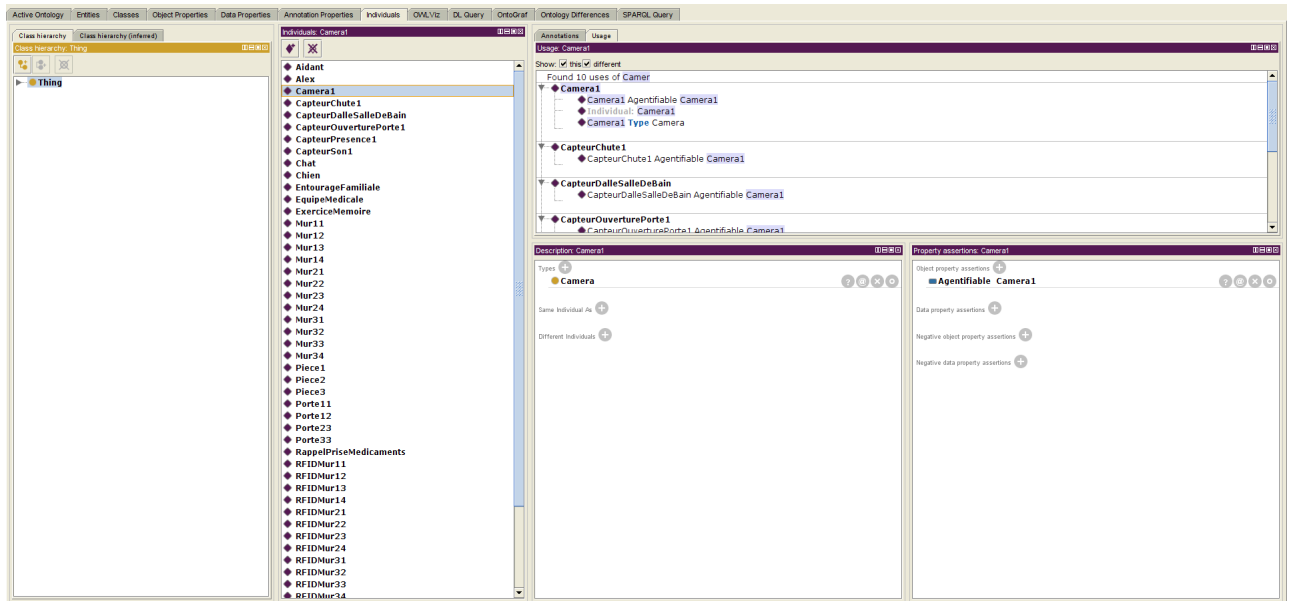 Active Ontology Entities Classes Object Properties Data Properties Annotation Properties Individuals OWLViz DL Query OntoGraf Ontology Differences SPARQL Query
Class hierarchy Class hierarchy (inferred)
Class hierarchy: Thing
Thing
Individuals: Camera1
Aidant
Alex
Camera1
CapteurChute1
CapteurDalleSalleDeBain
CapteurOuverturePorte1
CapteurPresence1
CapteurSon1
Chat
Chien
EntourageFamiliale
EquipeMedicale
ExerciceMemoire
Mur11
Mur12
Mur13
Mur14
Mur21
Mur22
Mur23
Mur24
Mur31
Mur32
Mur33
Mur34
Piece1
Piece2
Piece3
Porte11
Porte12
Porte23
Porte33
RappelPriseMedicaments
RFIDMur11
RFIDMur12
RFIDMur13
RFIDMur14
RFIDMur21
RFIDMur22
RFIDMur23
RFIDMur24
RFIDMur31
RFIDMur32
RFIDMur33
RFIDMur34
Annotations Usage
Usage: Camera1
Show: this different
Found 10 uses of Camer
Camera1
Camera1 Agentifiable Camera1
Individual: Camera1
Camera1 Type Camera
CapteurChute1
CapteurChute1 Agentifiable Camera1
CapteurDalleSalleDeBain
CapteurDalleSalleDeBain Agentifiable Camera1
CapteurOuverturePorte1
CapteurOuverturePorte1 Agentifiable Camera1
Description: Camera1
Types
Camera
Same Individual As
Different Individuals
Property assertions: Camera1
Object property assertions
Agentifiable Camera1
Data property assertions
Negative object property assertions
Negative data property assertions